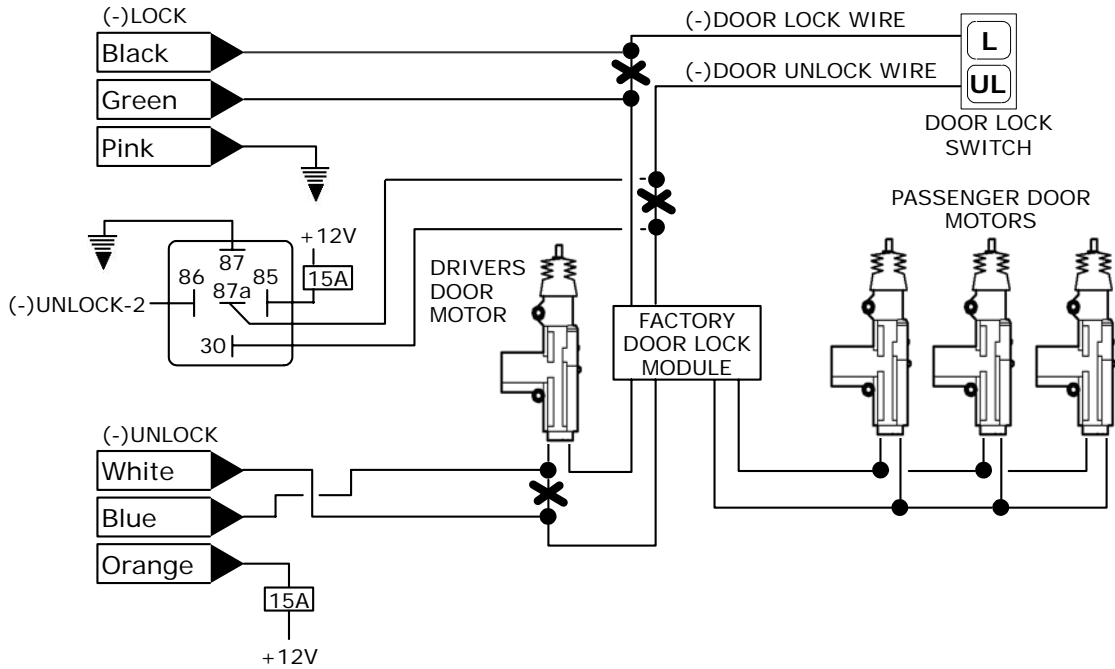 (-)LOCK
Black
Green
Pink
(-)DOOR LOCK WIRE
(-)DOOR UNLOCK WIRE
L
UL
DOOR LOCK
SWITCH
+12V
15A
86
87
85
87a
30
(-)UNLOCK-2
DRIVERS
DOOR
MOTOR
FACTORY
DOOR LOCK
MODULE
PASSENGER DOOR
MOTORS
(-)UNLOCK
White
Blue
Orange
15A
+12V